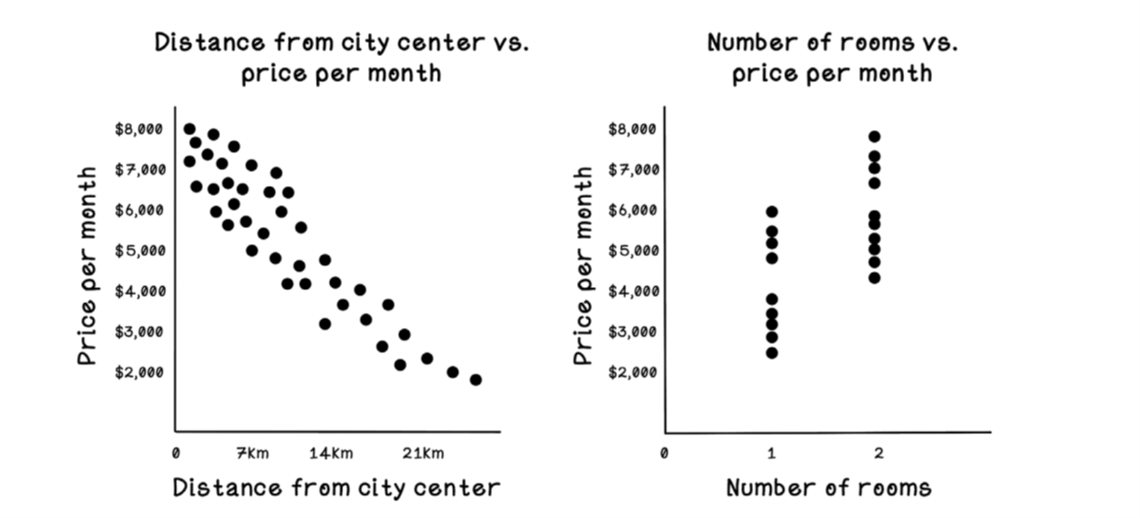 Distance from city center vs.
price per month
Price per month
$8,000
$7,000
$6,000
$5,000
$4,000
$3,000
$2,000
0 7km 14km 21km
Distance from city center
Number of rooms vs.
price per month
Price per month
$8,000
$7,000
$6,000
$5,000
$4,000
$3,000
$2,000
0 1 2
Number of rooms